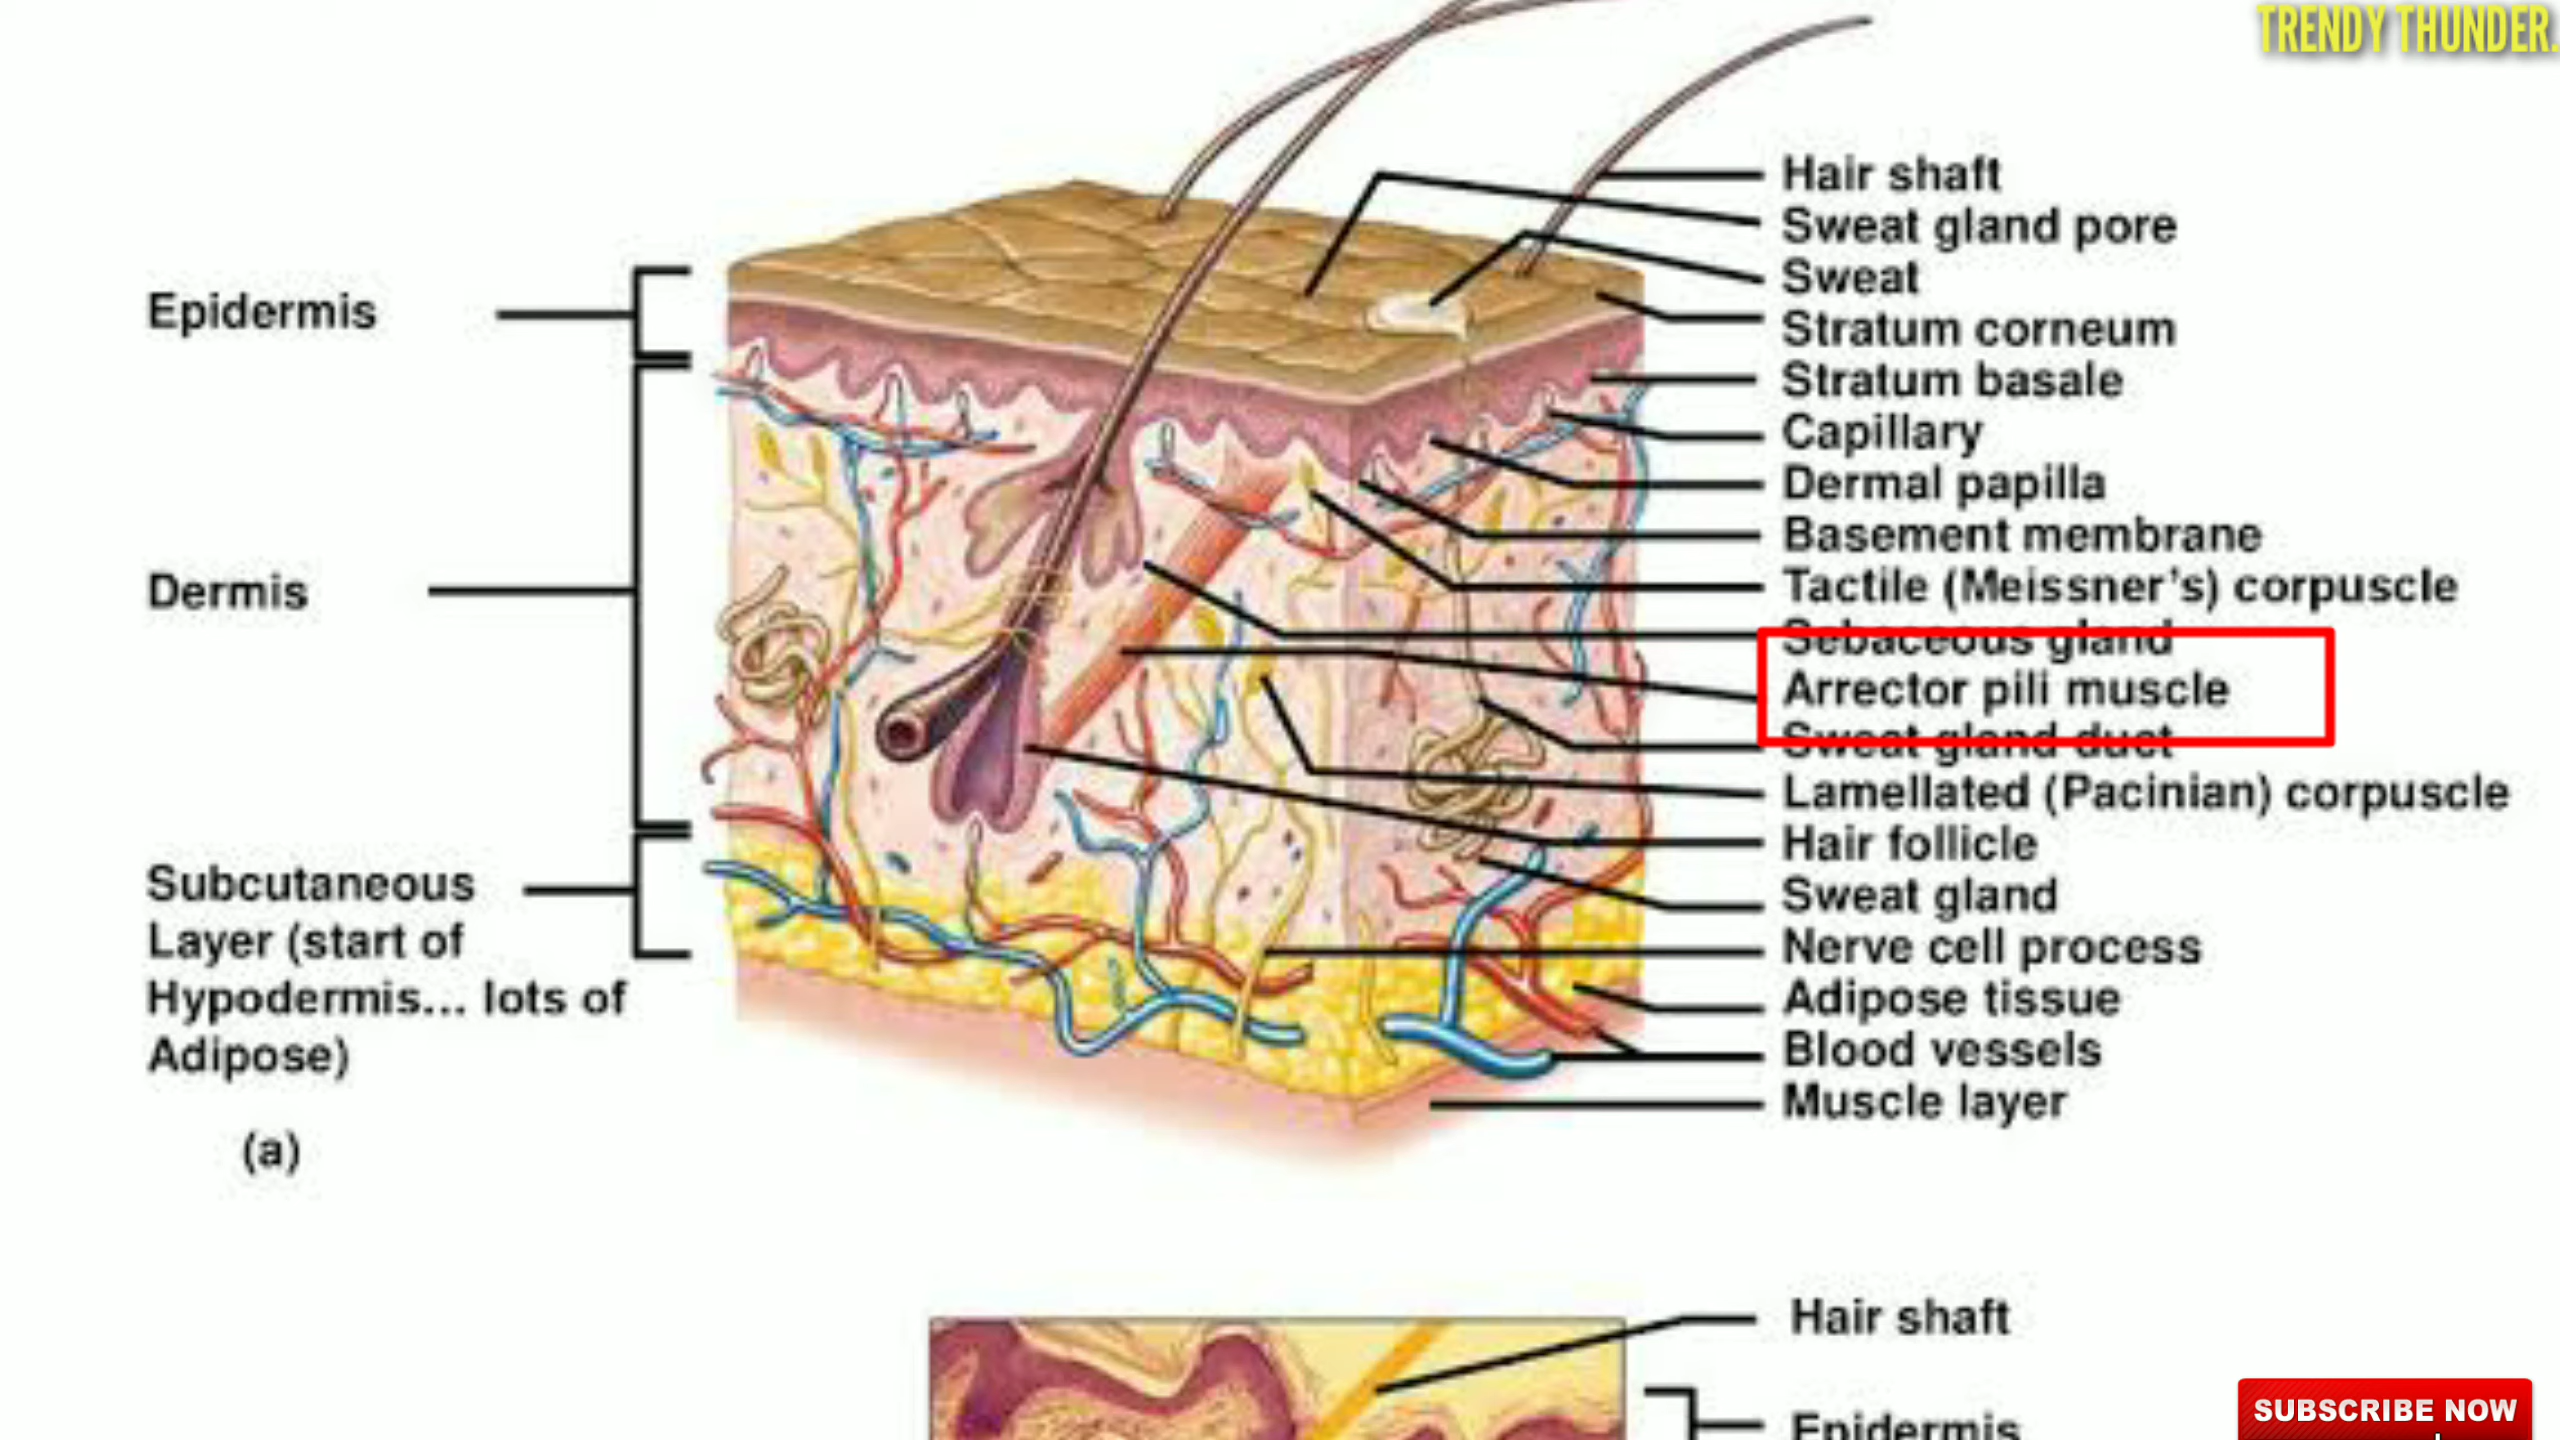 TRENDY THUNDER.
Hair shaft
Sweat gland pore
Sweat
Stratum corneum
Stratum basale
Capillary
Dermal papilla
Basement membrane
Tactile (Meissner's) corpuscle
Sebaceous gland
Arrector pili muscle
Sweat gland duct
Lamellated (Pacinian) corpuscle
Hair follicle
Sweat gland
Nerve cell process
Adipose tissue
Blood vessels
Muscle layer
Epidermis
Dermis
Subcutaneous
Layer (start of
Hypodermis... lots of
Adipose)
(a)
Hair shaft
Epidermis
SUBSCRIBE NOW